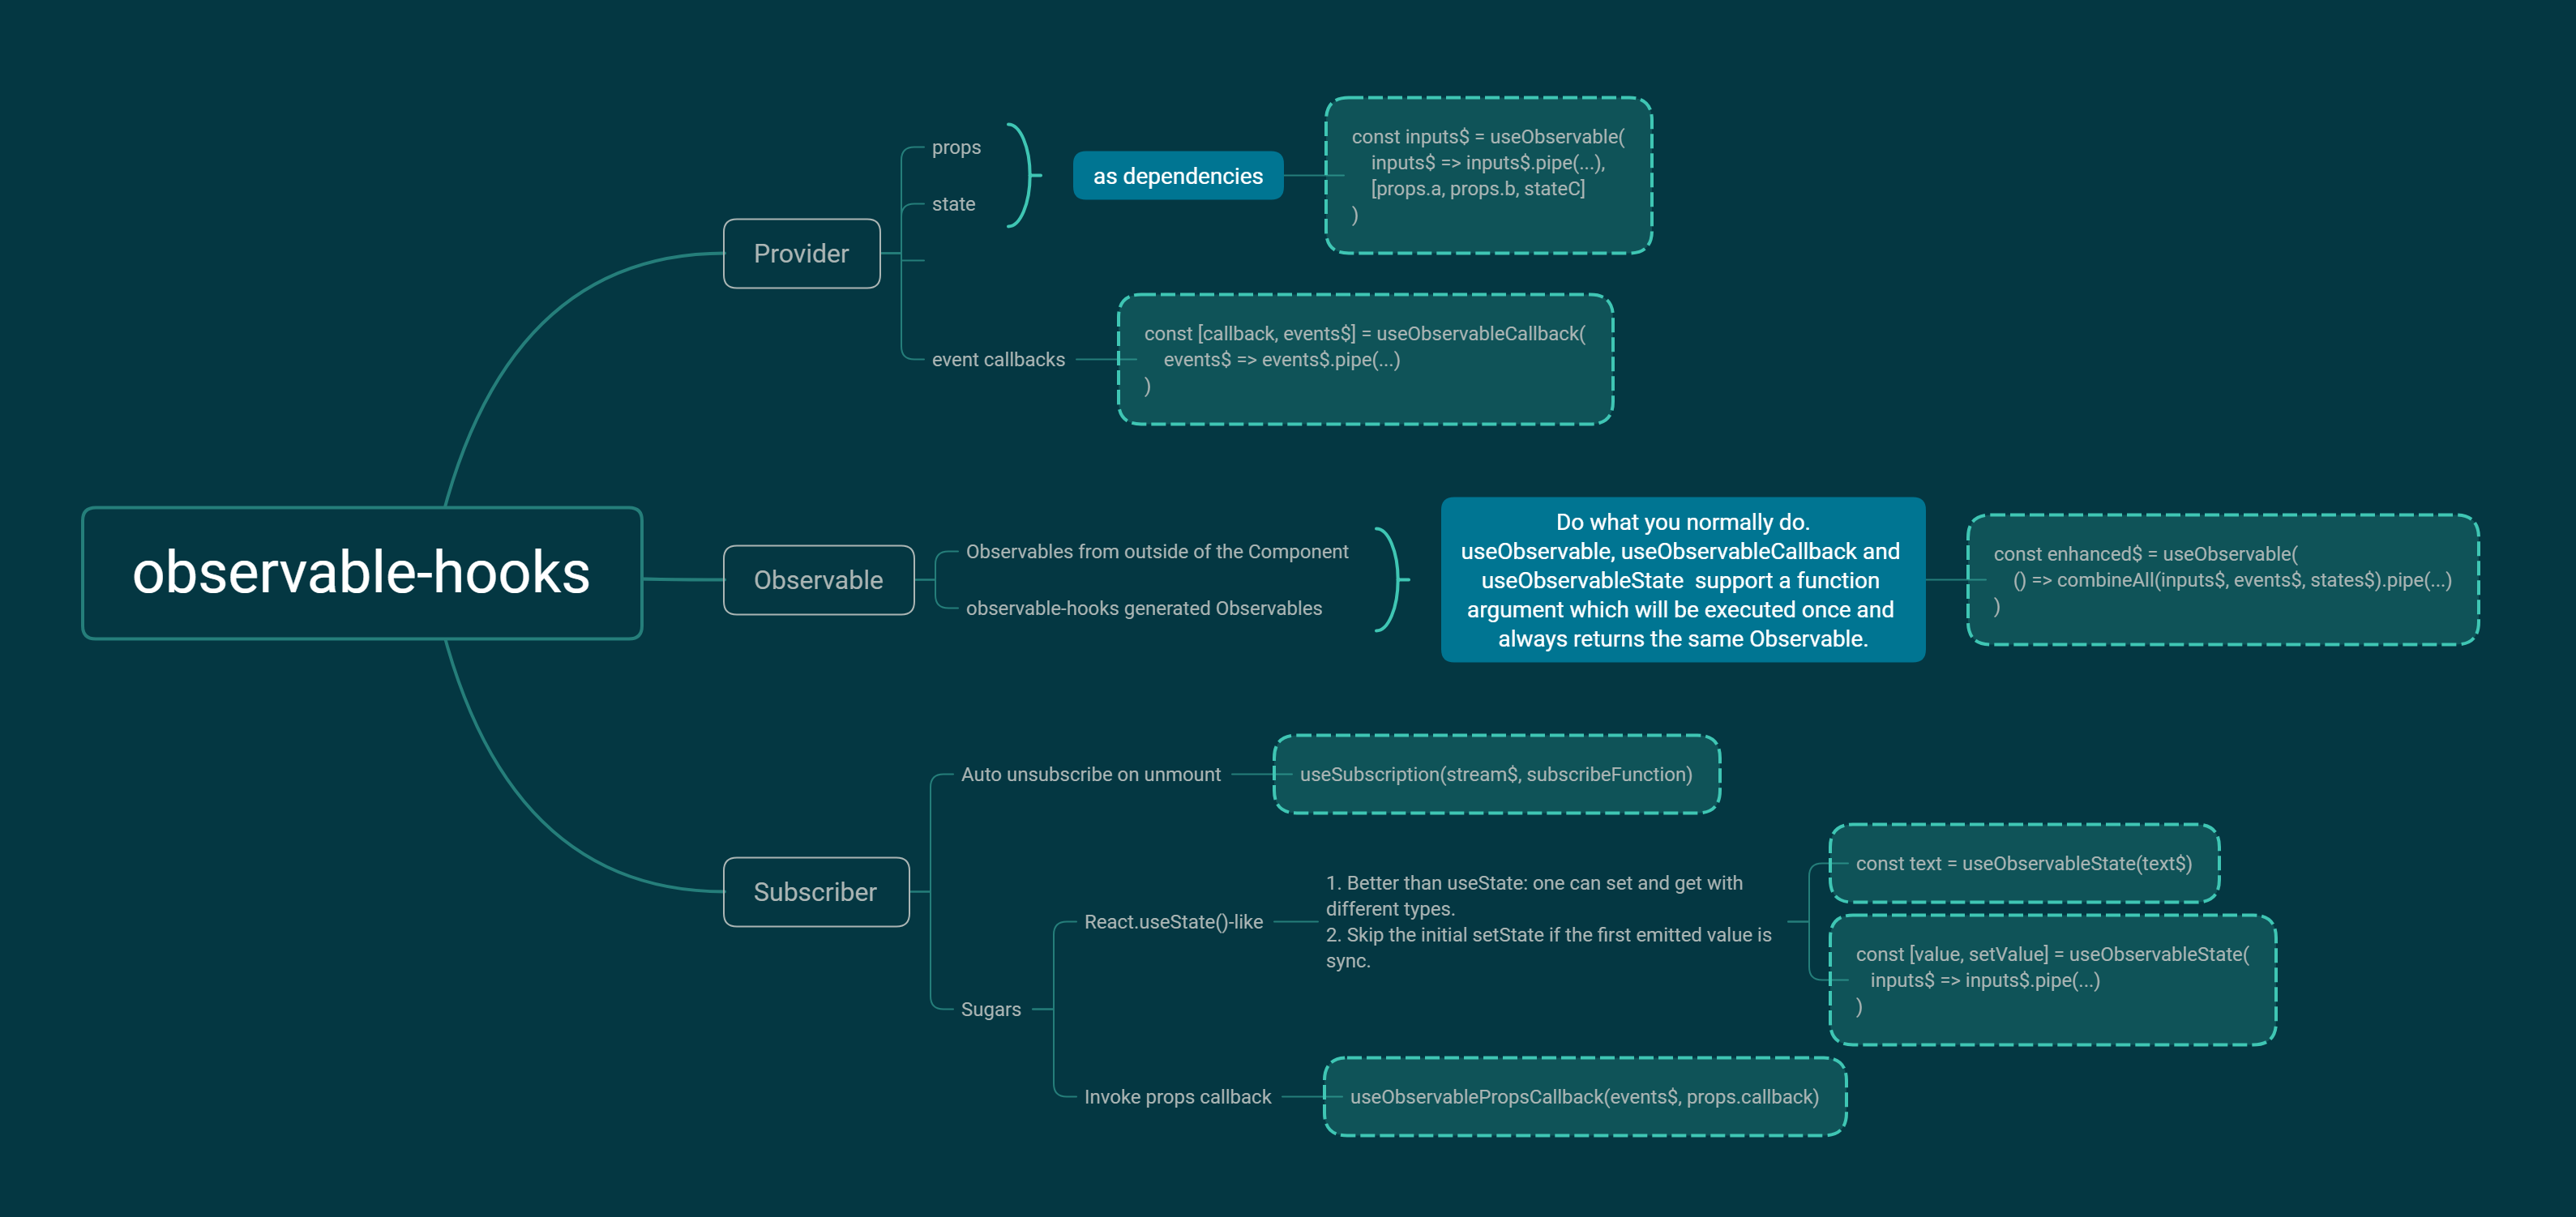 observable-hooks
Provider
props
state
as dependencies
const inputs$ = useObservable(
inputs$ => inputs$.pipe(...),
[props.a, props.b, stateC]
)
event callbacks
const [callback, events$] = useObservableCallback(
events$ => events$.pipe(...)
)
Observable
Observables from outside of the Component
observable-hooks generated Observables
Do what you normally do.
useObservable, useObservableCallback and
useObservableState  support a function
argument which will be executed once and
always returns the same Observable.
const enhanced$ = useObservable(
() => combineAll(inputs$, events$, states$).pipe(...)
)
Subscriber
Auto unsubscribe on unmount
useSubscription(stream$, subscribeFunction)
Sugars
React.useState()-like
1. Better than useState: one can set and get with
different types.
2. Skip the initial setState if the first emitted value is
sync.
const text = useObservableState(text$)
const [value, setValue] = useObservableState(
inputs$ => inputs$.pipe(...)
)
Invoke props callback
useObservablePropsCallback(events$, props.callback)